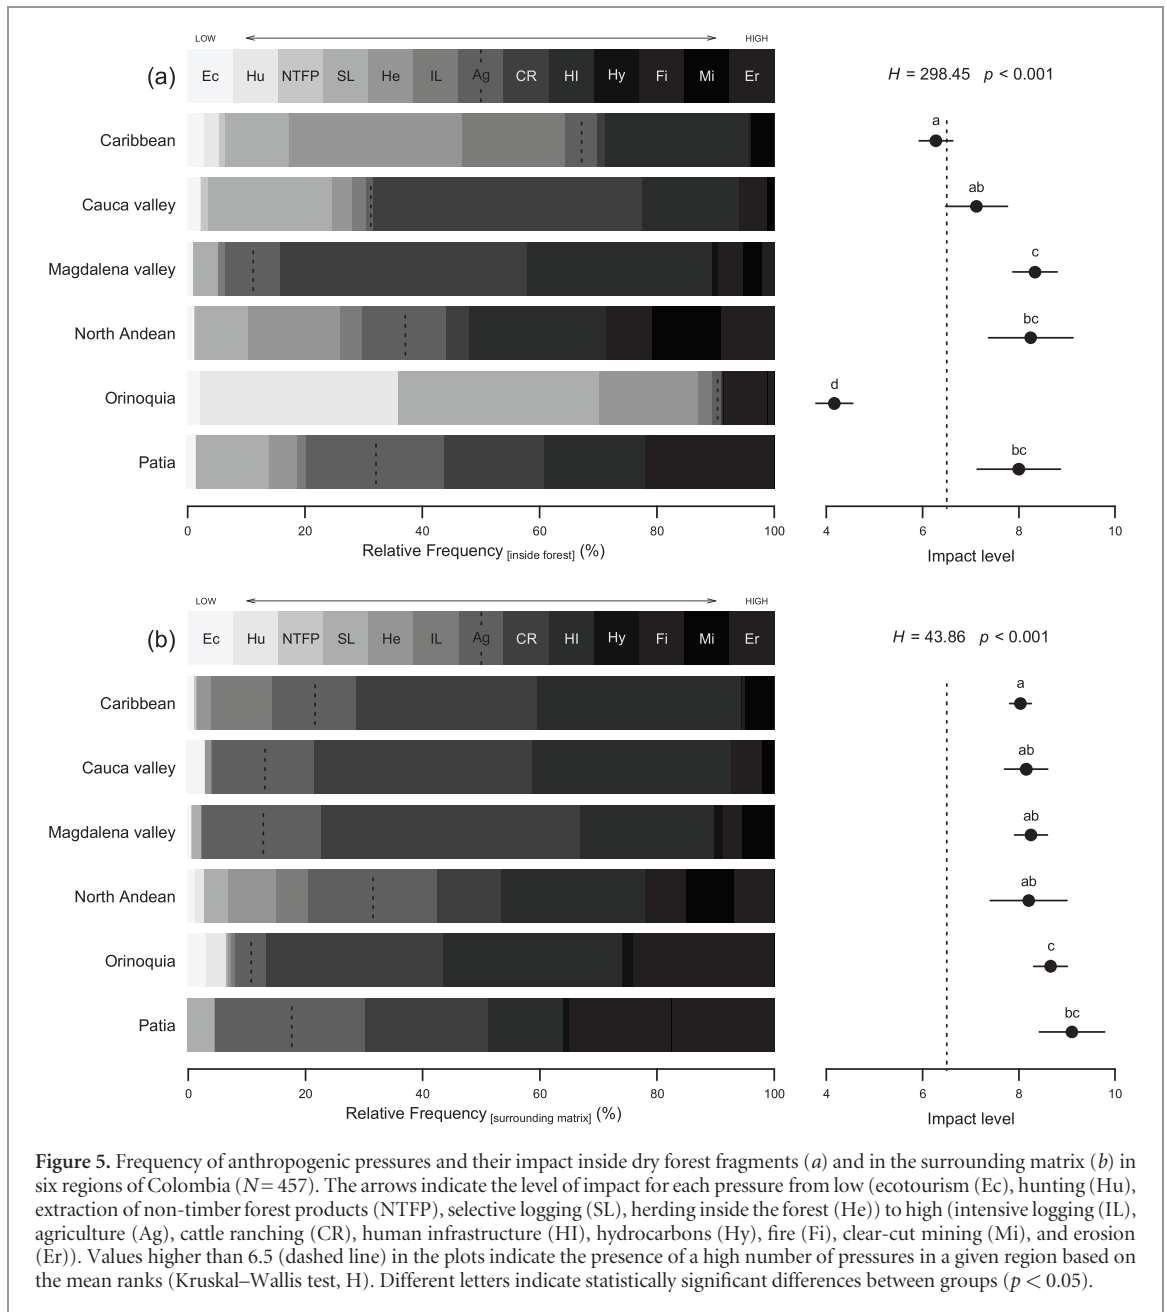 LOW HIGH
(a) Ec Hu NTFP SL He IL Ag CR HI Hy Fi Mi Er H = 298.45 p < 0.001
Caribbean a
Cauca valley ab
Magdalena valley c
North Andean bc
Orinoquia d
Patia bc
0 20 40 60 80 100 4 6 8 10
Relative Frequency [inside forest] (%) Impact level
LOW HIGH
(b) Ec Hu NTFP SL He IL Ag CR HI Hy Fi Mi Er H = 43.86 p < 0.001
Caribbean a
Cauca valley ab
Magdalena valley ab
North Andean ab
Orinoquia c
Patia bc
0 20 40 60 80 100 4 6 8 10
Relative Frequency [surrounding matrix] (%) Impact level
Figure 5. Frequency of anthropogenic pressures and their impact inside dry forest fragments (a) and in the surrounding matrix (b) in
six regions of Colombia (N = 457). The arrows indicate the level of impact for each pressure from low (ecotourism (Ec), hunting (Hu),
extraction of non-timber forest products (NTFP), selective logging (SL), herding inside the forest (He)) to high (intensive logging (IL),
agriculture (Ag), cattle ranching (CR), human infrastructure (HI), hydrocarbons (Hy), fire (Fi), clear-cut mining (Mi), and erosion
(Er)). Values higher than 6.5 (dashed line) in the plots indicate the presence of a high number of pressures in a given region based on
the mean ranks (Kruskal–Wallis test, H). Different letters indicate statistically significant differences between groups (p < 0.05).